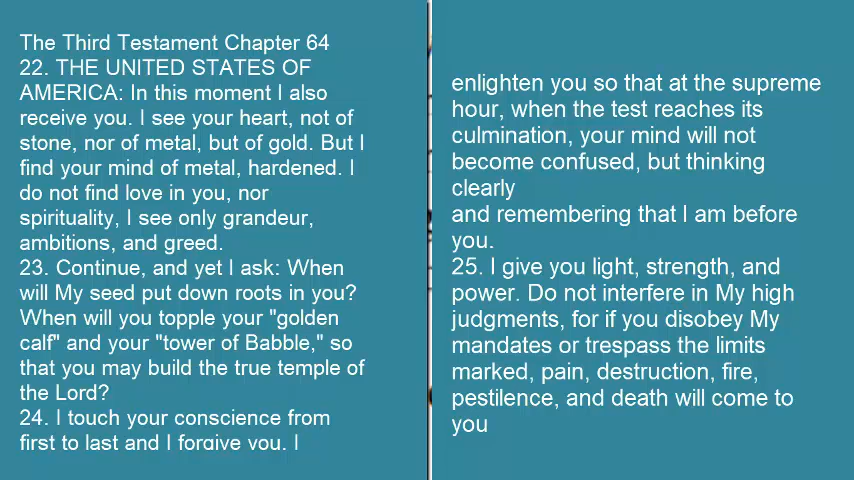 The Third Testament Chapter 64
22. THE UNITED STATES OF
AMERICA: In this moment I also
receive you. I see your heart, not of
stone, nor of metal, but of gold. But I
find your mind of metal, hardened. I
do not find love in you, nor
spirituality, I see only grandeur,
ambitions, and greed.
23. Continue, and yet I ask: When
will My seed put down roots in you?
When will you topple your "golden
calf" and your "tower of Babble," so
that you may build the true temple of
the Lord?
24. I touch your conscience from
first to last and I forgive you. I
enlighten you so that at the supreme
hour, when the test reaches its
culmination, your mind will not
become confused, but thinking
clearly
and remembering that I am before
you.
25. I give you light, strength, and
power. Do not interfere in My high
judgments, for if you disobey My
mandates or trespass the limits
marked, pain, destruction, fire,
pestilence, and death will come to
you